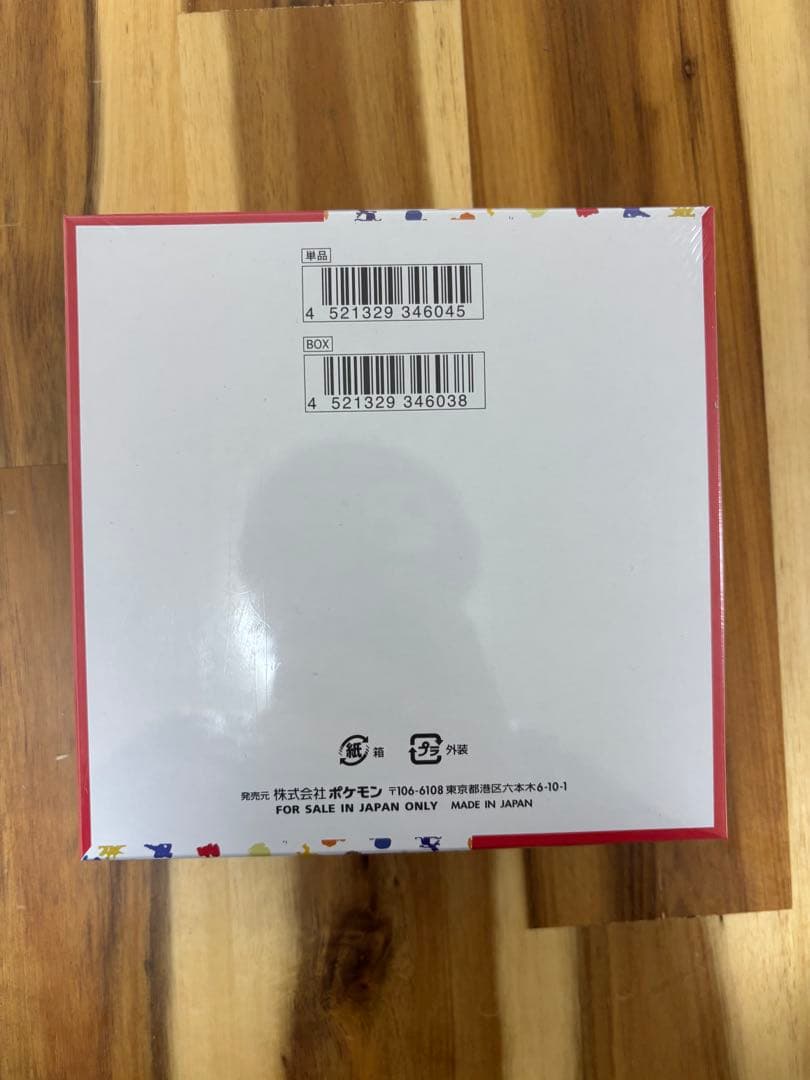 単品
4 521329 346045
BOX
4 521329 346038
紙 箱 プラ 外装
発売元 株式会社ポケモン 〒106-6108 東京都港区六本木6-10-1
FOR SALE IN JAPAN ONLY MADE IN JAPAN